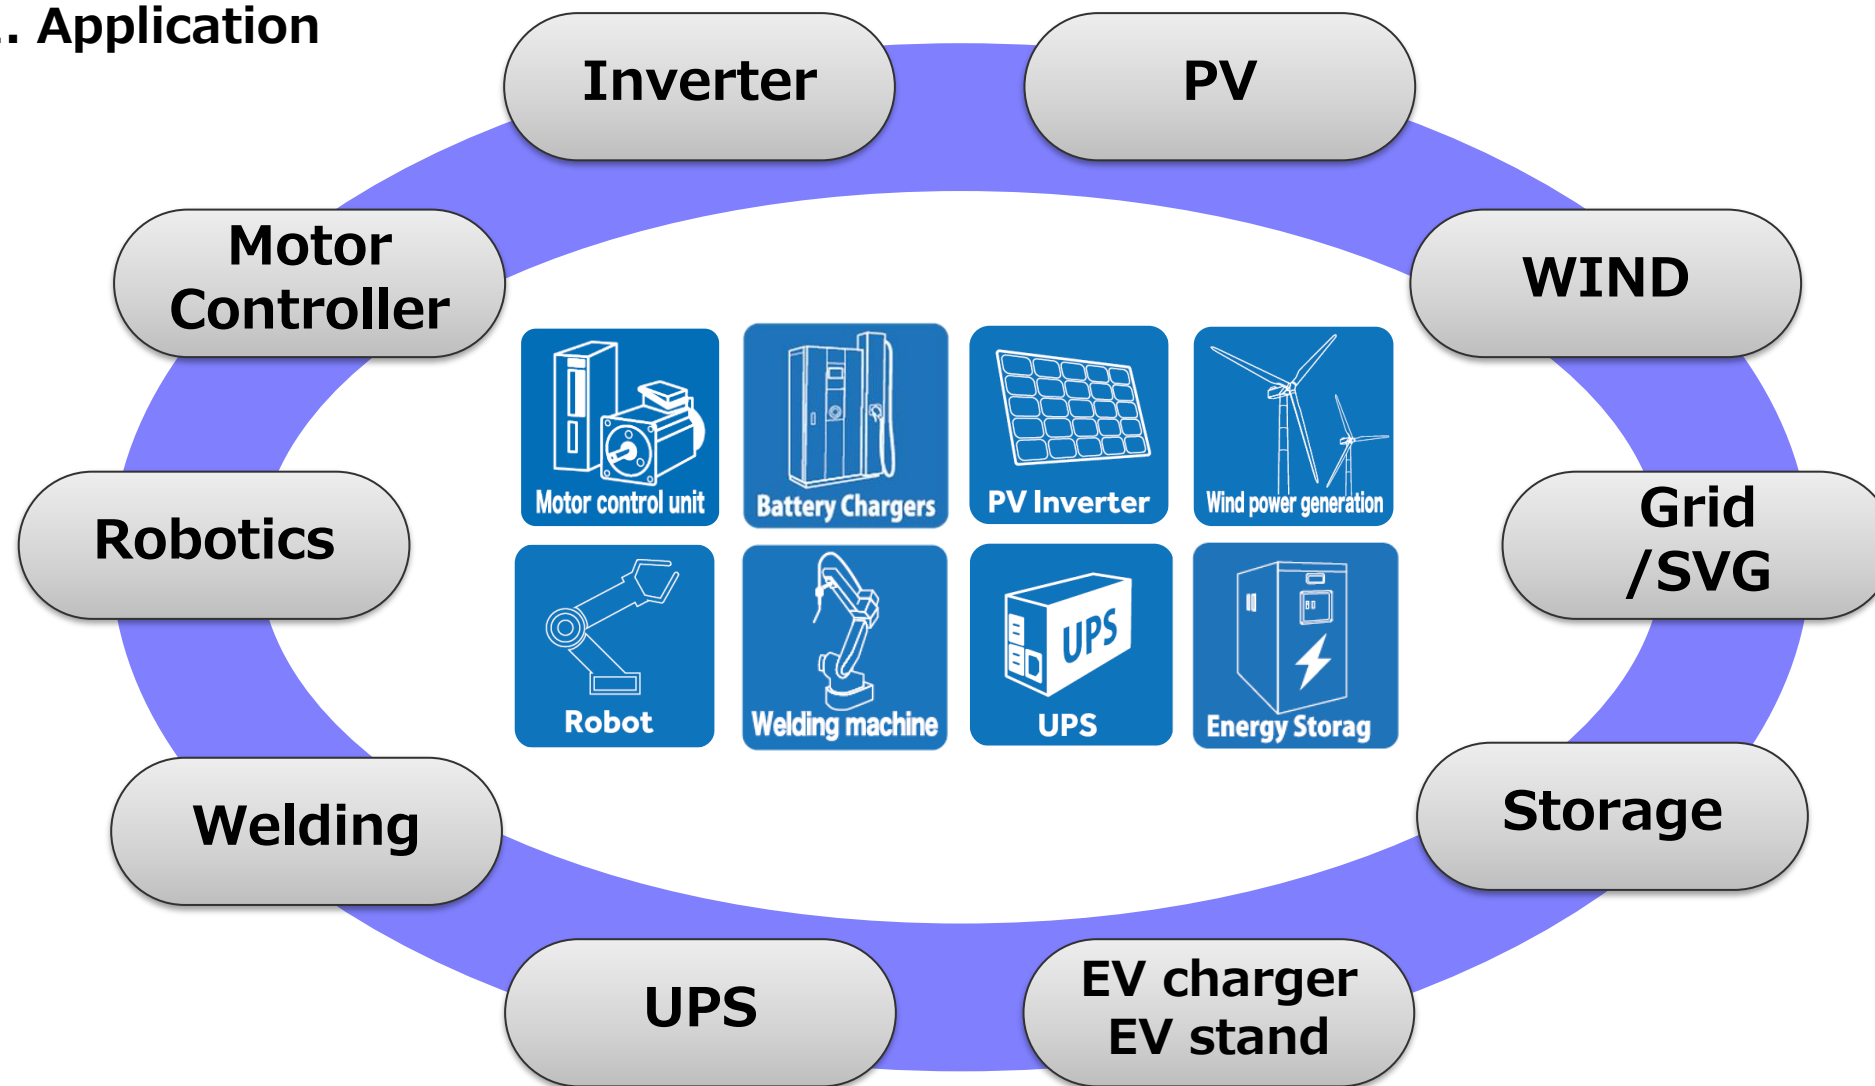 . Application
Inverter
PV
Motor
Controller
WIND
Motor control unit
Battery Chargers
PV Inverter
Wind power generation
Robotics
Grid
/SVG
UPS
Robot
Welding machine
UPS
Energy Storag
Welding
Storage
UPS
EV charger
EV stand